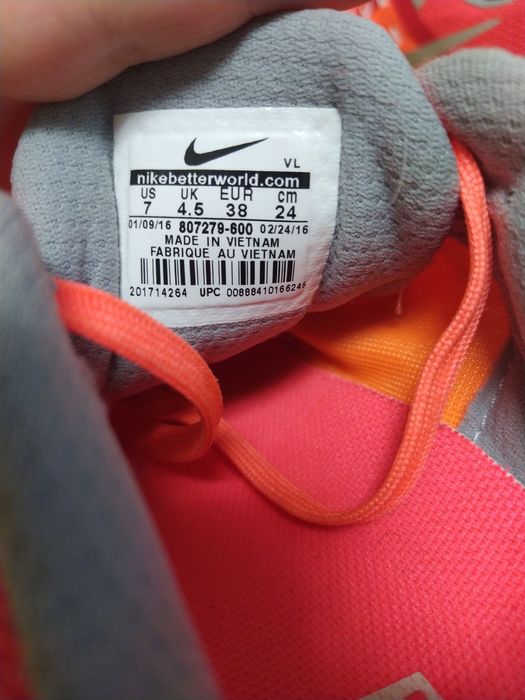 VL
nikebetterworld.com
US UK EUR cm
7 4.5 38 24
01/09/16 807279-600 02/24/16
MADE IN VIETNAM
FABRIQUE AU VIETNAM
201714264 UPC 00888410166246